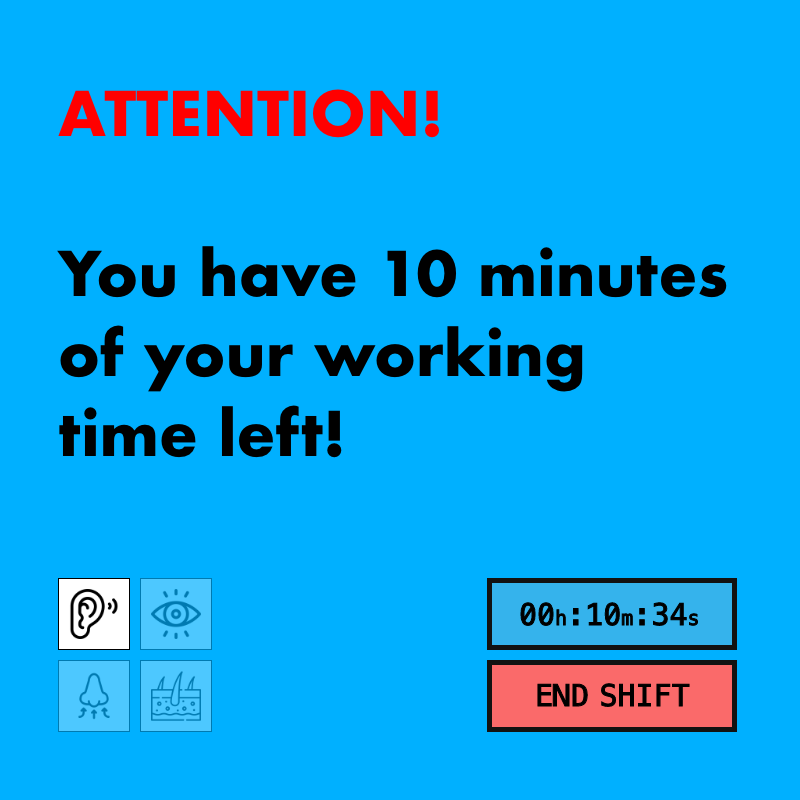 ATTENTION!
You have 10 minutes
of your working
time left!
00h:10m:34s
END SHIFT